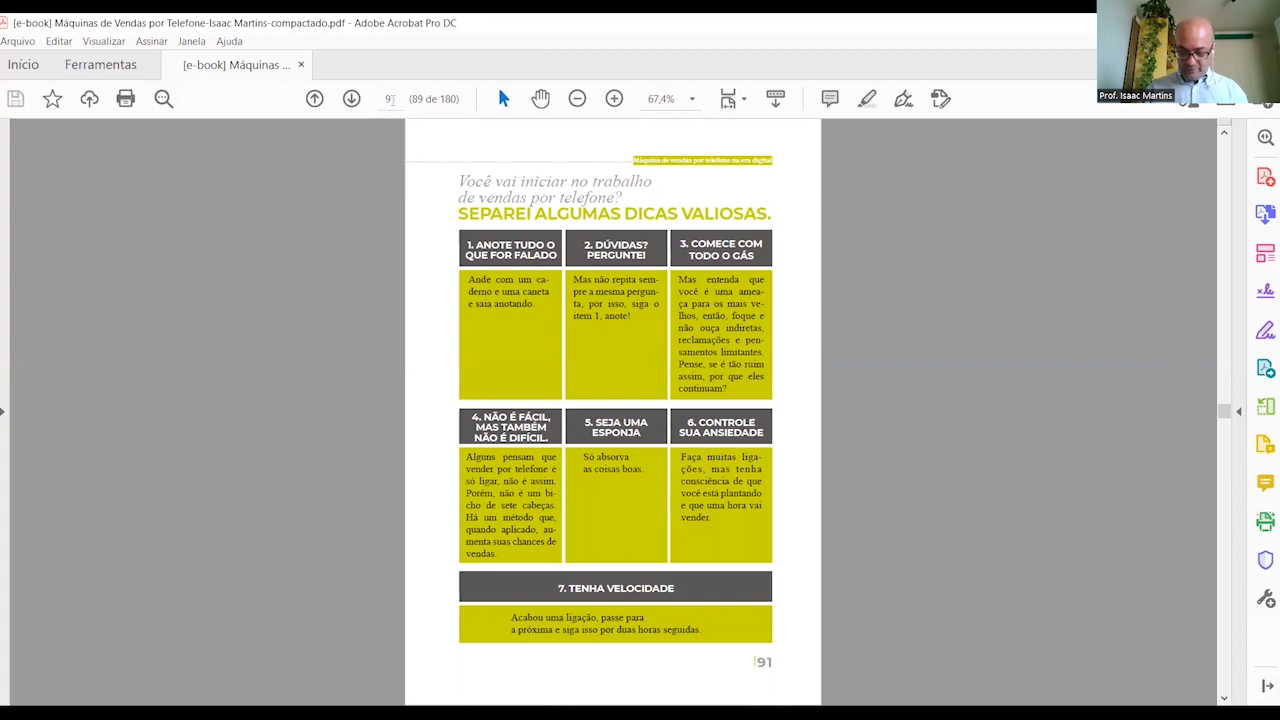 [e-book] Máquinas de Vendas por Telefone-Isaac Martins-compactado.pdf - Adobe Acrobat Pro DC
Arquivo Editar Visualizar Assinar Janela Ajuda
Início Ferramentas [e-book] Máquinas ... ×
91 (89 de 180) 67,4%
Prof. Isaac Martins
Máquina de vendas por telefone na era digital
Você vai iniciar no trabalho
de vendas por telefone?
SEPAREI ALGUMAS DICAS VALIOSAS.
1. ANOTE TUDO O
QUE FOR FALADO
Ande com um ca-
derno e uma caneta
e saia anotando.
2. DÚVIDAS?
PERGUNTE!
Mas não repita sem-
pre a mesma pergun-
ta, por isso, siga o
item 1, anote!
3. COMECE COM
TODO O GÁS
Mas entenda que
você é uma amea-
ça para os mais ve-
lhos, então, foque e
não ouça indiretas,
reclamações e pen-
samentos limitantes.
Pense, se é tão ruim
assim, por que eles
continuam?
4. NÃO É FÁCIL,
MAS TAMBÉM
NÃO É DIFÍCIL.
Alguns pensam que
vender por telefone é
só ligar, não é assim.
Porém, não é um bi-
cho de sete cabeças.
Há um método que,
quando aplicado, au-
menta suas chances de
vendas.
5. SEJA UMA
ESPONJA
Só absorva
as coisas boas.
6. CONTROLE
SUA ANSIEDADE
Faça muitas liga-
ções, mas tenha
consciência de que
você está plantando
e que uma hora vai
vender.
7. TENHA VELOCIDADE
Acabou uma ligação, passe para
a próxima e siga isso por duas horas seguidas.
|91